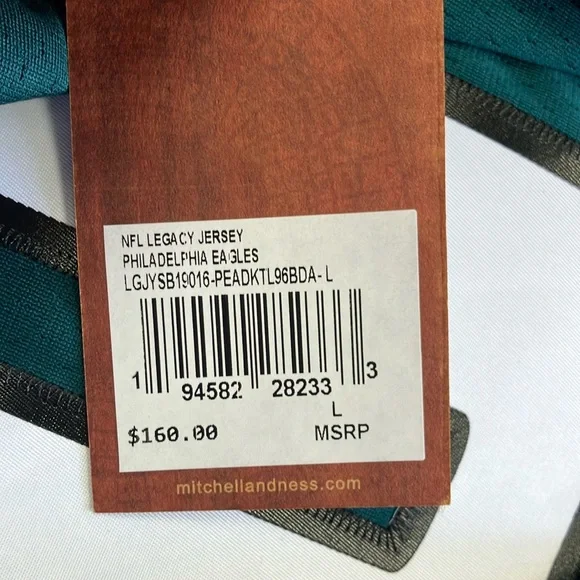 NFL LEGACY JERSEY
PHILADELPHIA EAGLES
LGJYSB19016-PEADKTL96BDA-L
1 94582 28233 3
L
$160.00 MSRP
mitchellandness.com